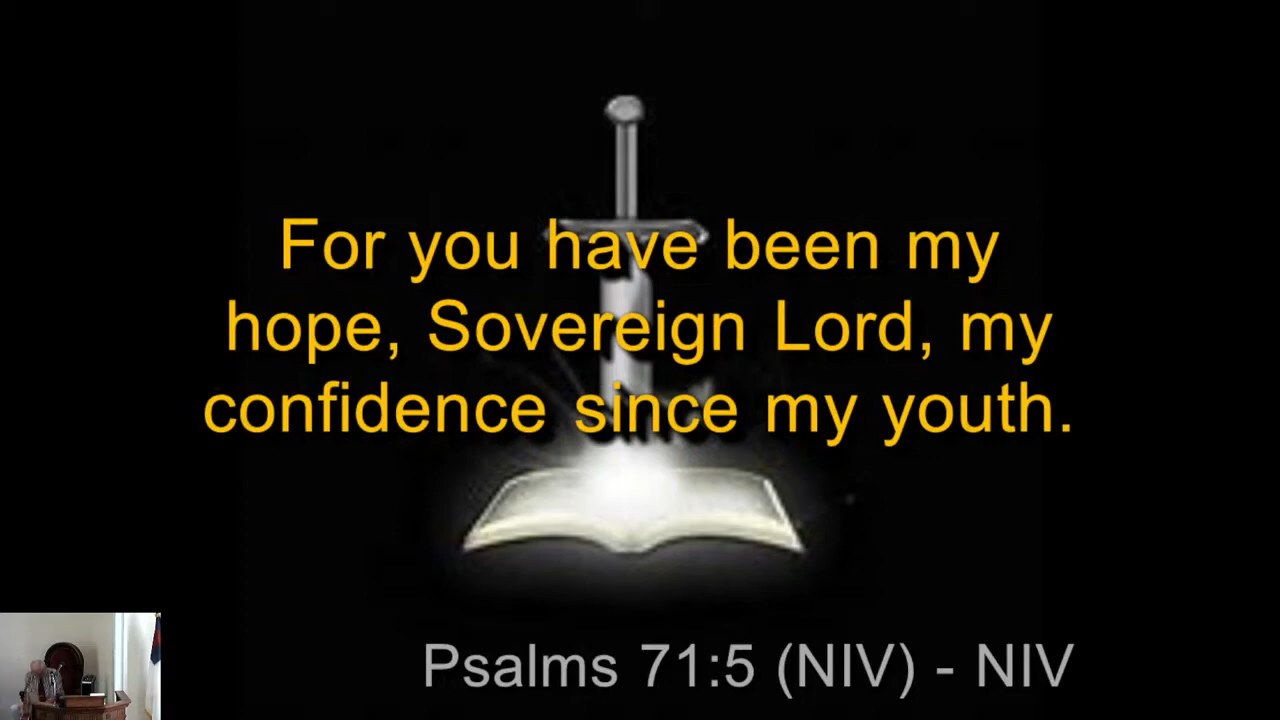 For you have been my
hope, Sovereign Lord, my
confidence since my youth.
Psalms 71:5 (NIV) - NIV